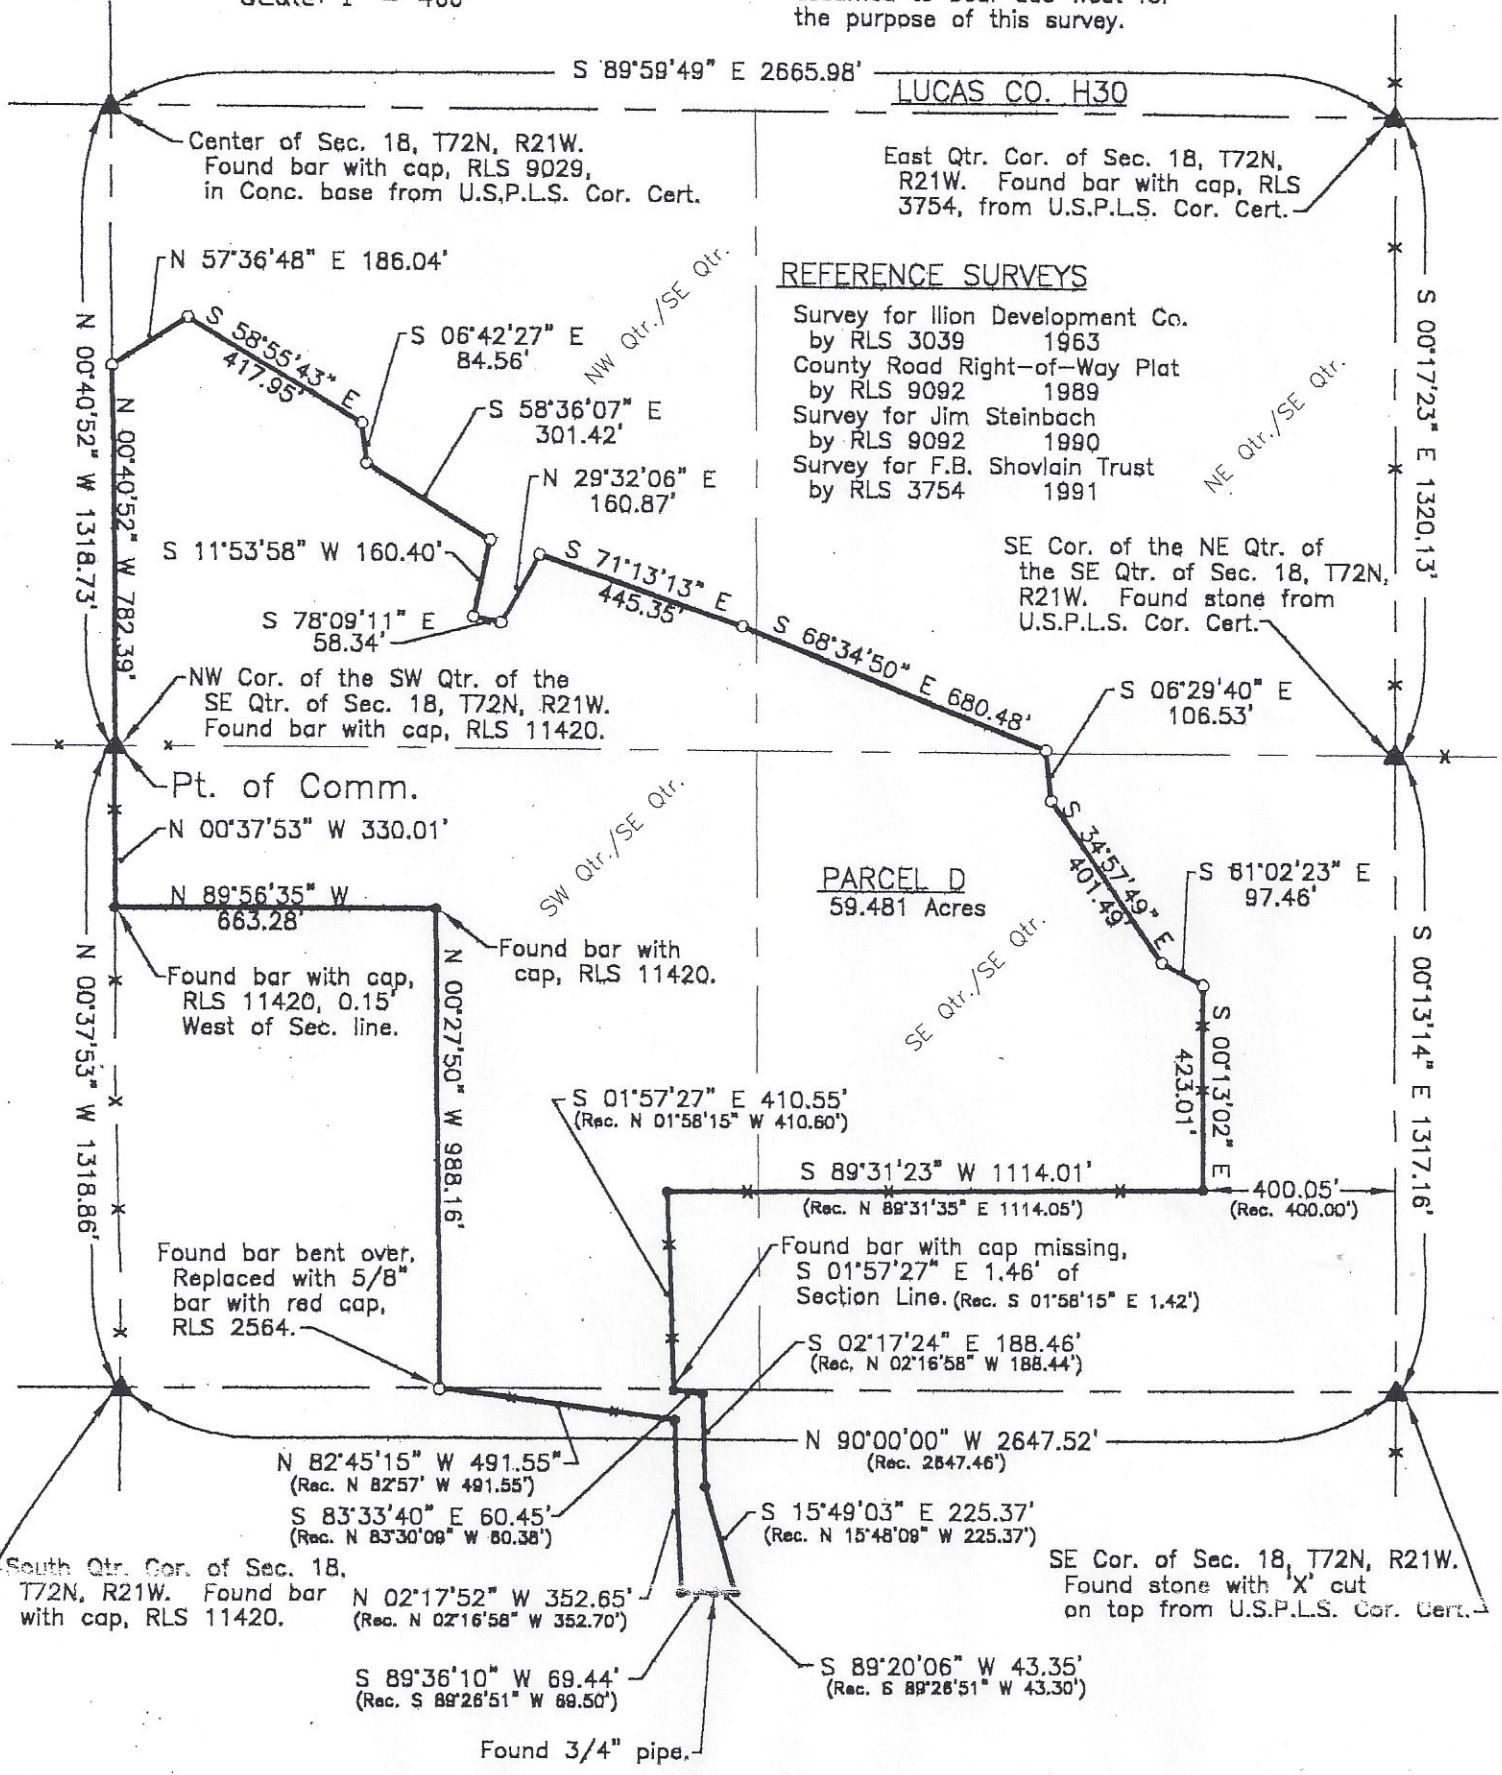 the purpose of this survey.
S 89°59'49" E 2665.98'
LUCAS CO. H30
Center of Sec. 18, T72N, R21W.
Found bar with cap, RLS 9029,
in Conc. base from U.S.P.L.S. Cor. Cert.
East Qtr. Cor. of Sec. 18, T72N,
R21W. Found bar with cap, RLS
3754, from U.S.P.L.S. Cor. Cert.
N 57°36'48" E 186.04'
S 58°55'43" E
417.95'
S 06°42'27" E
84.56'
NW Qtr./SE Qtr.
REFERENCE SURVEYS
Survey for Ilion Development Co.
by RLS 3039 1963
County Road Right-of-Way Plat
by RLS 9092 1989
Survey for Jim Steinbach
by RLS 9092 1990
Survey for F.B. Shovlain Trust
by RLS 3754 1991
NE Qtr./SE Qtr.
S 00°17'23" E 1320.13'
N 00°40'52" W 1318.73'
N 00°40'52" W 782.39'
S 58°36'07" E
301.42'
N 29°32'06" E
160.87'
S 11°53'58" W 160.40'
S 71°13'13" E
445.35'
S 78°09'11" E
58.34'
S 68°34'50" E 680.48'
SE Cor. of the NE Qtr. of
the SE Qtr. of Sec. 18, T72N,
R21W. Found stone from
U.S.P.L.S. Cor. Cert.
NW Cor. of the SW Qtr. of the
SE Qtr. of Sec. 18, T72N, R21W.
Found bar with cap, RLS 11420.
S 06°29'40" E
106.53'
Pt. of Comm.
N 00°37'53" W 330.01'
SW Qtr./SE Qtr.
N 89°56'35" W
663.28'
PARCEL D
59.481 Acres
S 34°57'49" E
401.49'
S 61°02'23" E
97.46'
Found bar with
cap, RLS 11420.
Found bar with cap,
RLS 11420, 0.15'
West of Sec. line.
SE Qtr./SE Qtr.
N 00°37'53" W 1318.86'
N 00°27'50" W 988.16'
S 00°13'02" E
423.01'
S 00°13'14" E 1317.16'
S 01°57'27" E 410.55'
(Rec. N 01°58'15" W 410.60')
S 89°31'23" W 1114.01'
(Rec. N 89°31'35" E 1114.05')
400.05'
(Rec. 400.00')
Found bar bent over.
Replaced with 5/8"
bar with red cap,
RLS 2564.
Found bar with cap missing,
S 01°57'27" E 1.46' of
Section Line. (Rec. S 01°58'15" E 1.42')
S 02°17'24" E 188.46'
(Rec. N 02°16'58" W 188.44')
N 90°00'00" W 2647.52'
(Rec. 2647.46')
N 82°45'15" W 491.55"
(Rec. N 82°57' W 491.55')
S 83°33'40" E 60.45'
(Rec. N 83°30'09" W 60.38')
S 15°49'03" E 225.37'
(Rec. N 15°48'09" W 225.37')
South Qtr. Cor. of Sec. 18,
T72N, R21W. Found bar
with cap, RLS 11420.
N 02°17'52" W 352.65'
(Rec. N 02°16'58" W 352.70')
SE Cor. of Sec. 18, T72N, R21W.
Found stone with 'X' cut
on top from U.S.P.L.S. Cor. Cert.
S 89°36'10" W 69.44'
(Rec. S 89°26'51" W 69.50')
S 89°20'06" W 43.35'
(Rec. S 89°26'51" W 43.30')
Found 3/4" pipe.